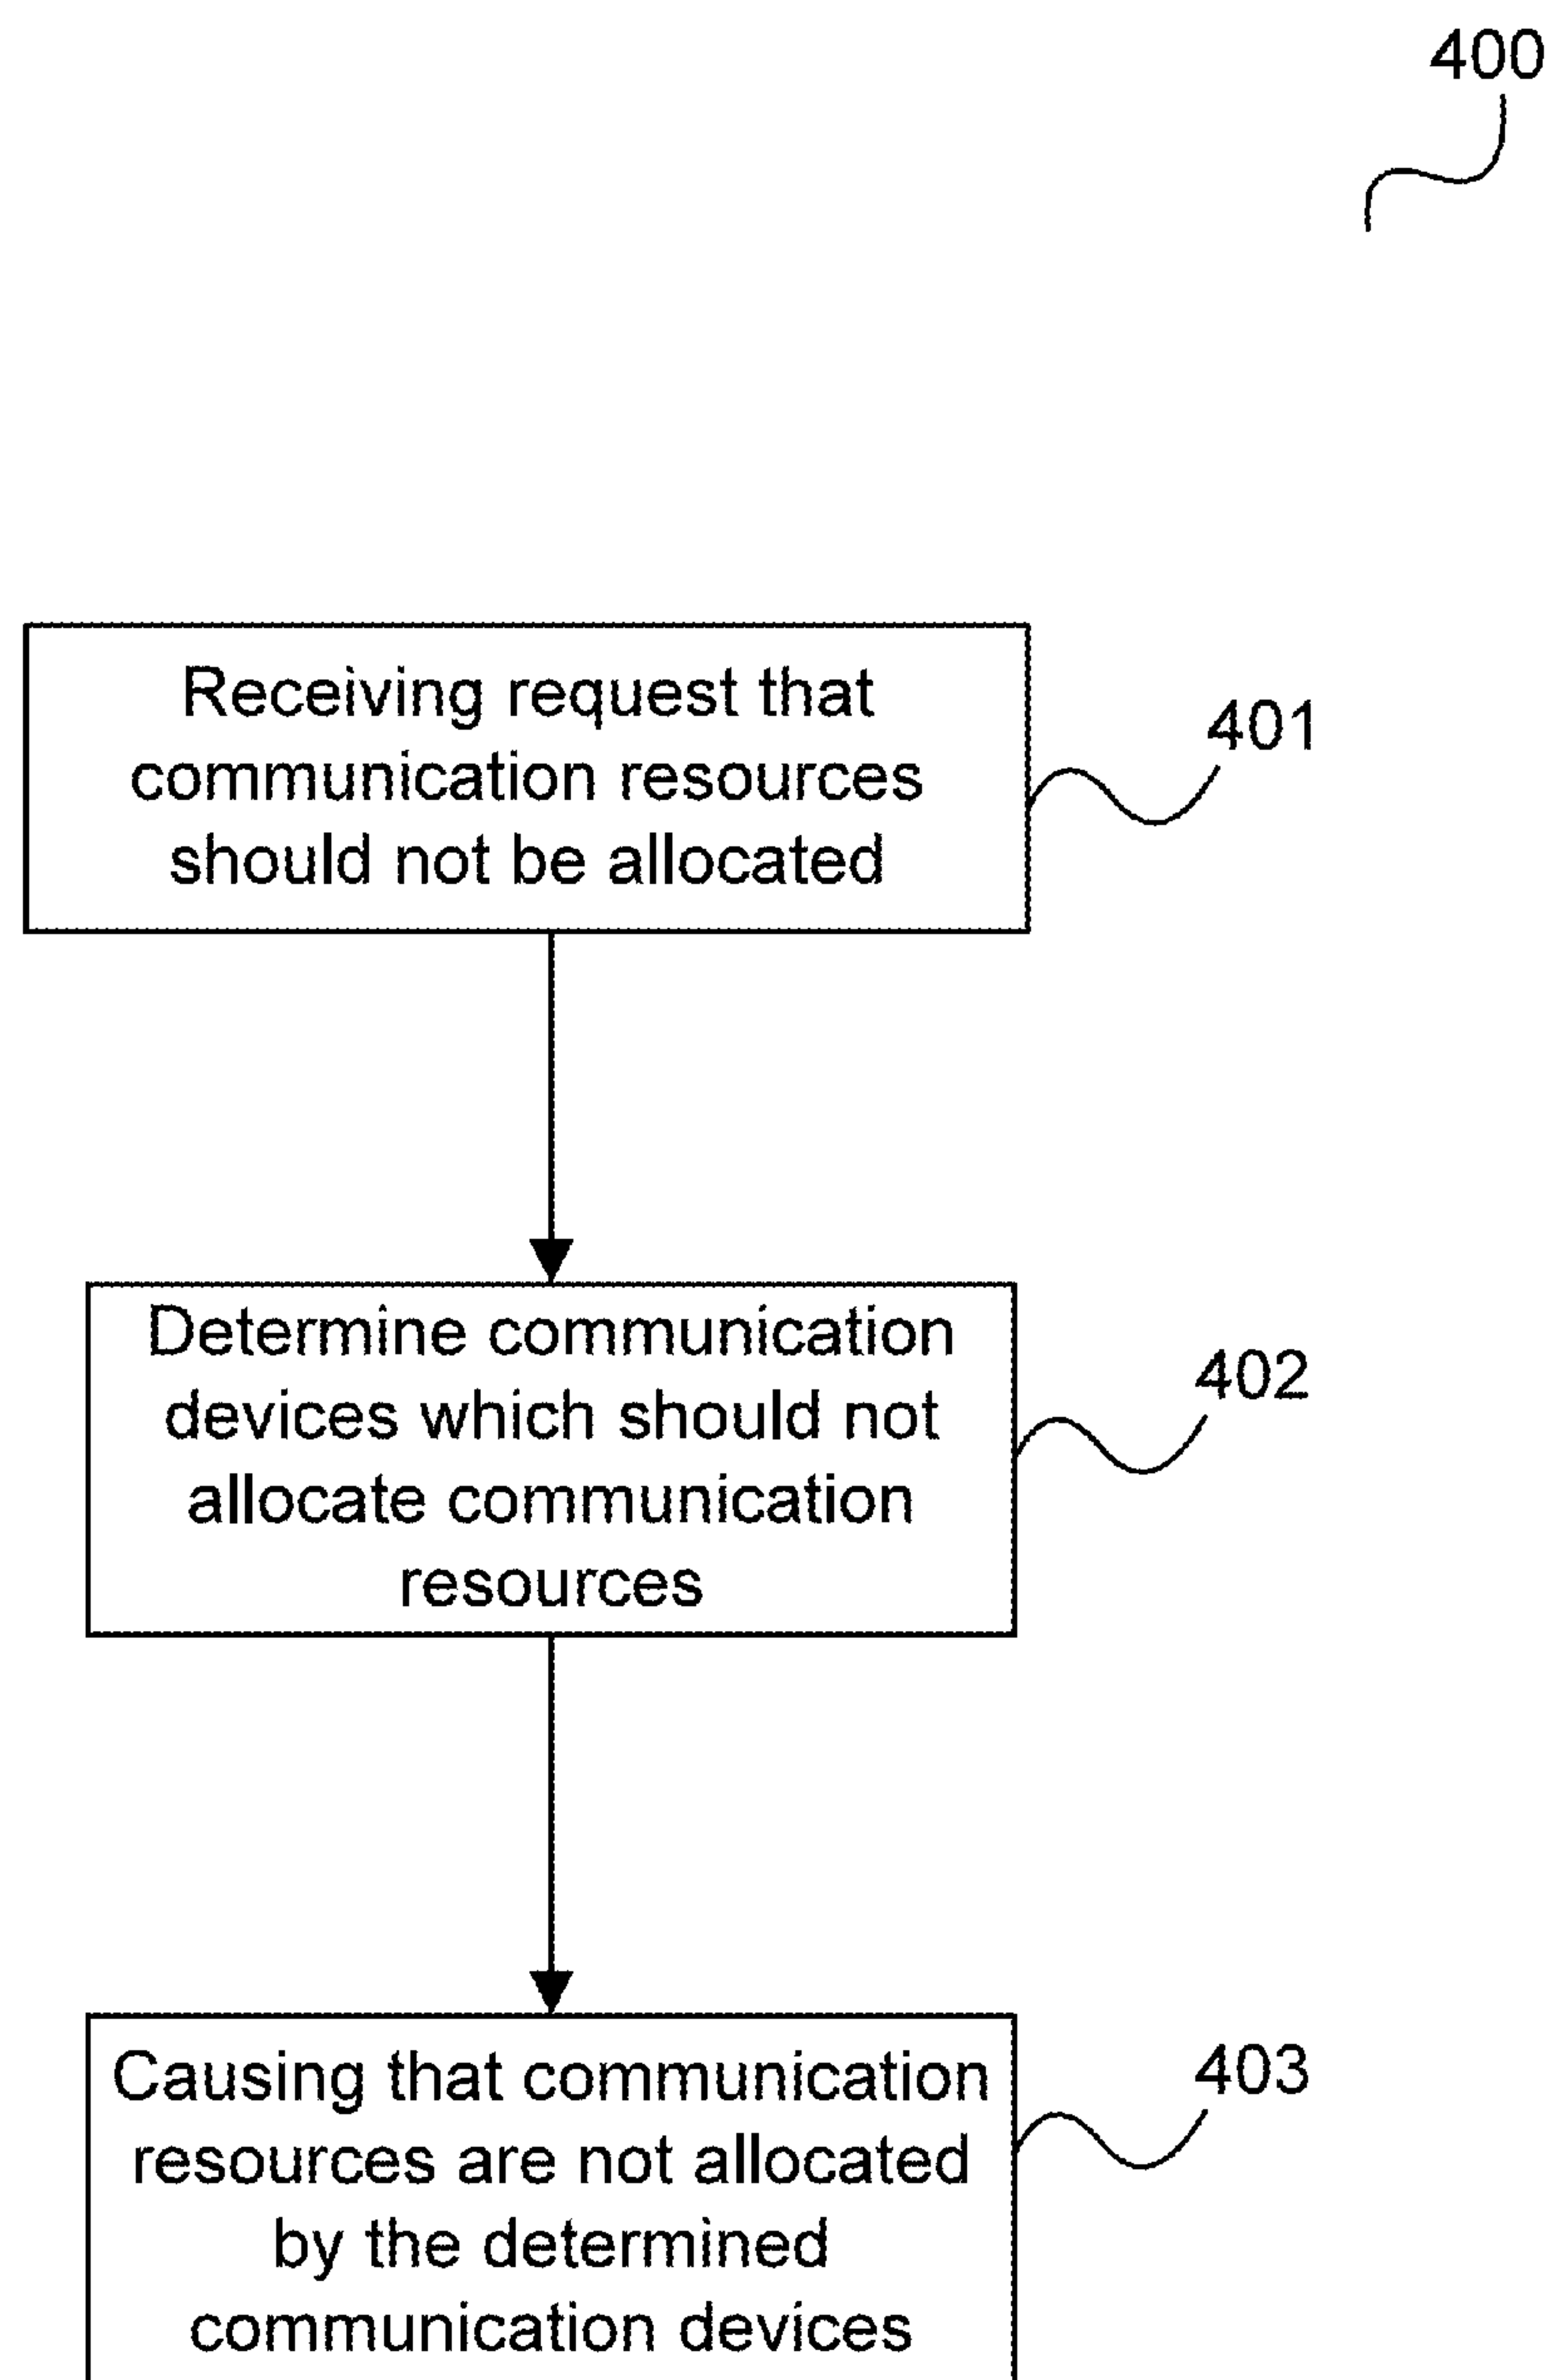 400
Receiving request that
communication resources
should not be allocated
401
Determine communication
devices which should not
allocate communication
resources
402
Causing that communication
resources are not allocated
by the determined
communication devices
403